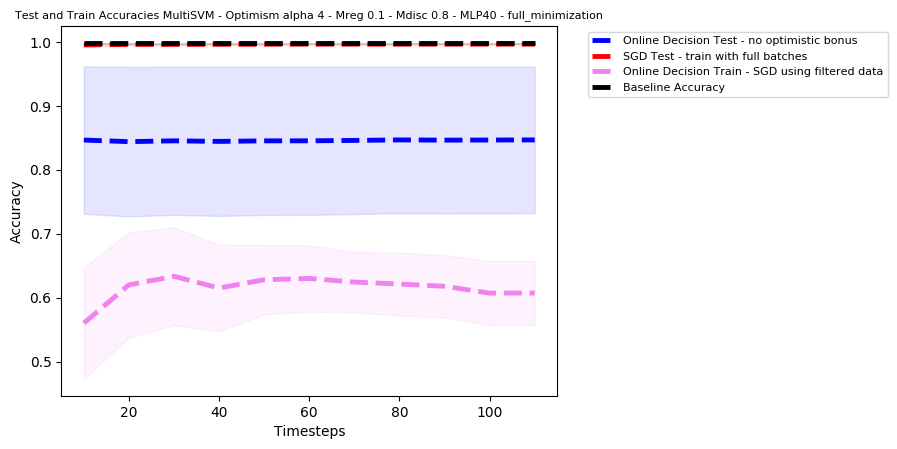 Test and Train Accuracies MultiSVM - Optimism alpha 4 - Mreg 0.1 - Mdisc 0.8 - MLP40 - full_minimization
Online Decision Test - no optimistic bonus
SGD Test - train with full batches
Online Decision Train - SGD using filtered data
Baseline Accuracy
Accuracy
1.0
0.9
0.8
0.7
0.6
0.5
20 40 60 80 100
Timesteps